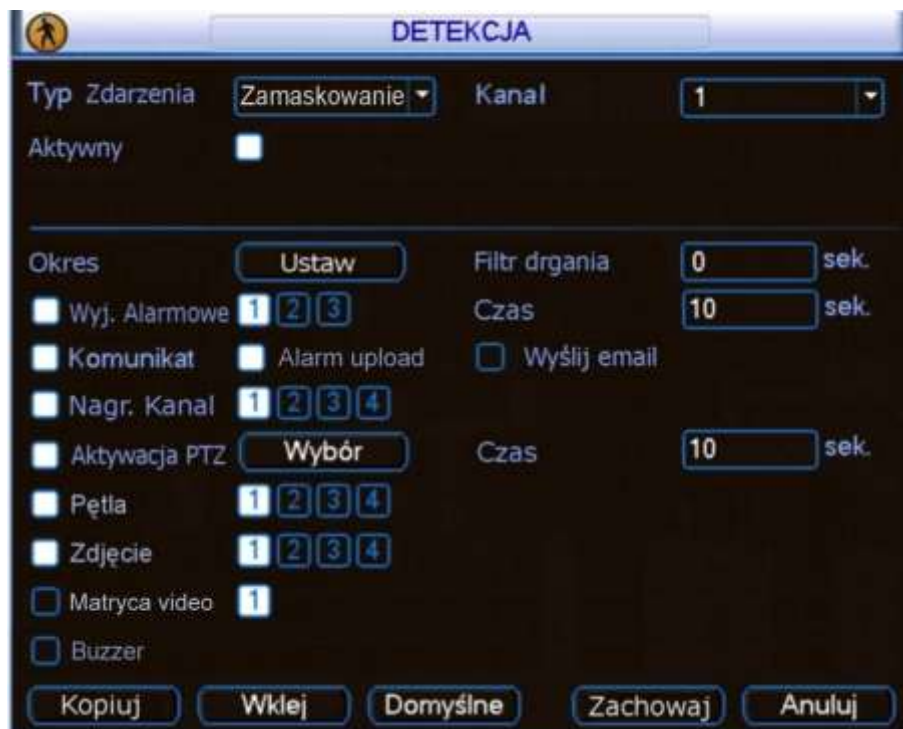 DETEKCJA
Typ Zdarzenia Zamaskowanie Kanal 1
Aktywny
Okres Ustaw Filtr drgania 0 sek.
Wyj. Alarmowe 1 2 3 Czas 10 sek.
Komunikat Alarm upload Wyślij email
Nagr. Kanal 1 2 3 4
Aktywacja PTZ Wybór Czas 10 sek.
Pętla 1 2 3 4
Zdjęcie 1 2 3 4
Matryca video 1
Buzzer
Kopiuj Wklej Domyślne Zachowaj Anuluj